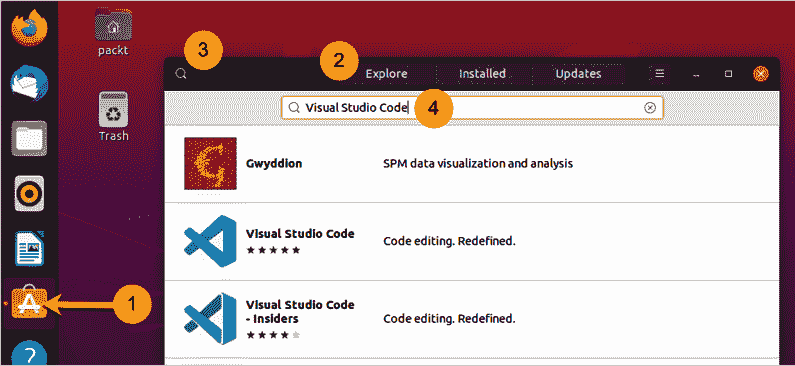 packt
Trash
3
2
Explore
Installed
Updates
Visual Studio Code
4
Gwyddion
SPM data visualization and analysis
Visual Studio Code
Code editing. Redefined.
Visual Studio Code
- Insiders
Code editing. Redefined.
1
?